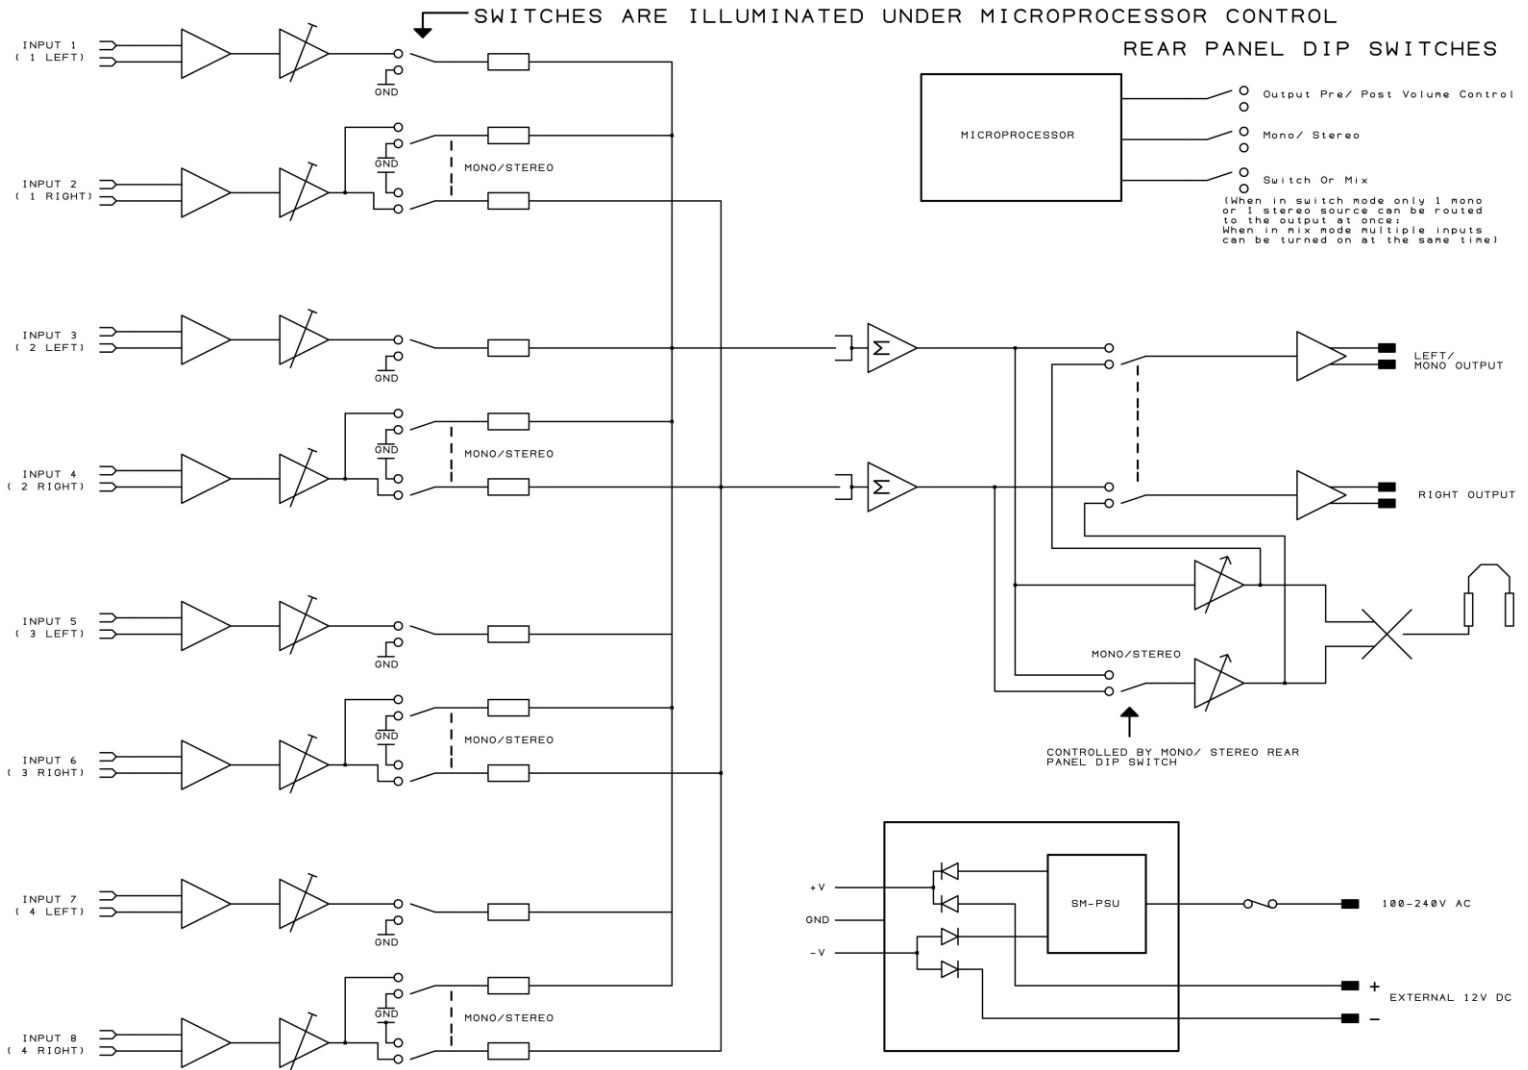 SWITCHES ARE ILLUMINATED UNDER MICROPROCESSOR CONTROL
REAR PANEL DIP SWITCHES
INPUT 1
( 1 LEFT)
GND
MICROPROCESSOR
Output Pre/ Post Volume Control
Mono/ Stereo
Switch Or Mix
(When in switch mode only 1 mono
or 1 stereo source can be routed
to the output at once;
When in mix mode multiple inputs
can be turned on at the same time)
INPUT 2
( 1 RIGHT)
GND
MONO/STEREO
INPUT 3
( 2 LEFT)
GND
Σ
LEFT/
MONO OUTPUT
INPUT 4
( 2 RIGHT)
GND
MONO/STEREO
Σ
RIGHT OUTPUT
INPUT 5
( 3 LEFT)
GND
MONO/STEREO
CONTROLLED BY MONO/ STEREO REAR
PANEL DIP SWITCH
INPUT 6
( 3 RIGHT)
GND
MONO/STEREO
INPUT 7
( 4 LEFT)
GND
+V
GND
-V
SM-PSU
100-240V AC
+
EXTERNAL 12V DC
-
INPUT 8
( 4 RIGHT)
GND
MONO/STEREO